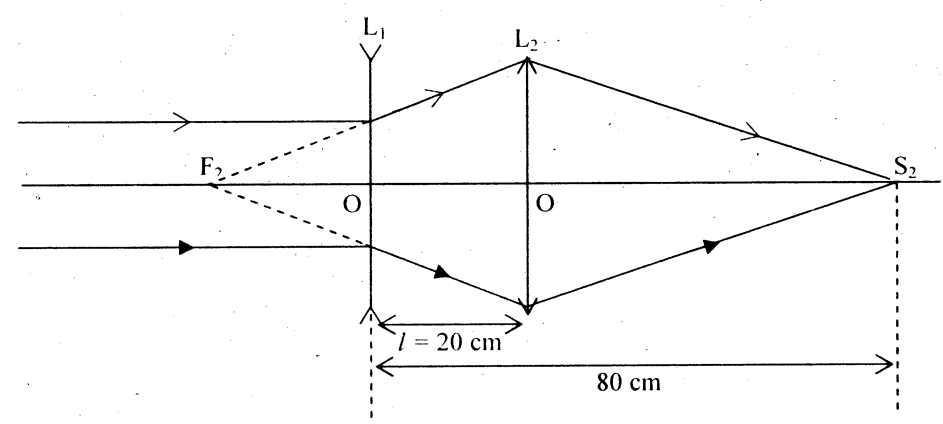 L₁
L₂
F₂
S₂
O
O
l = 20 cm
80 cm